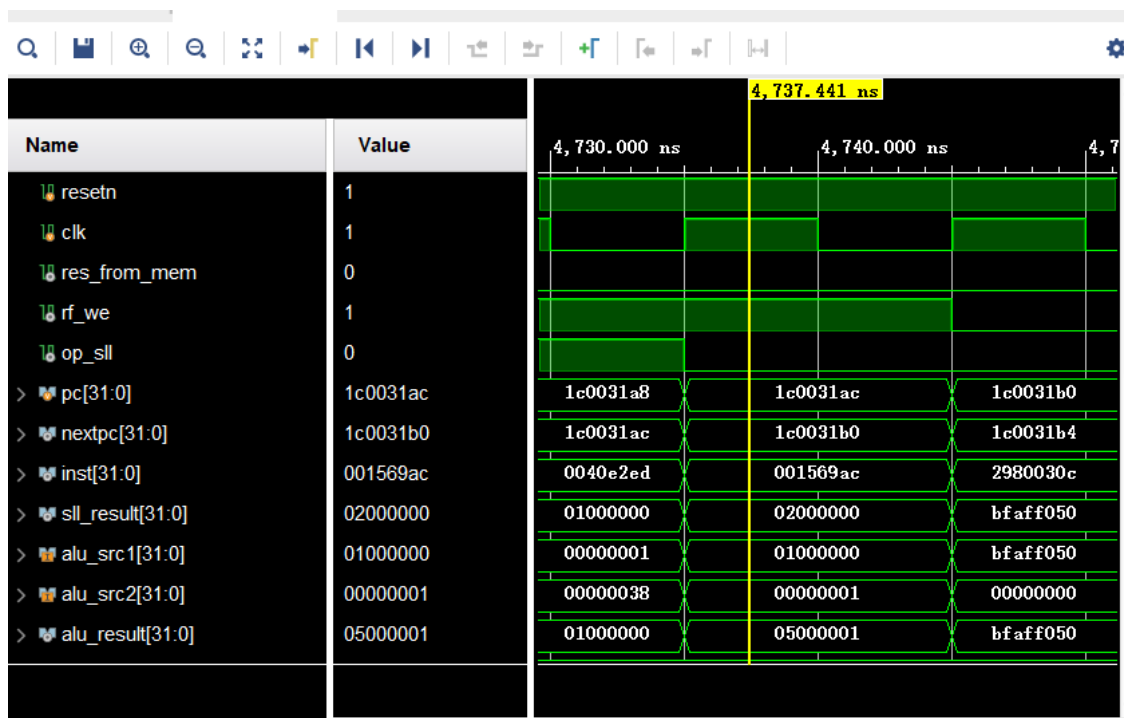 4,737.441 ns
Name Value 4,730.000 ns 4,740.000 ns 4,7
resetn 1
clk 1
res_from_mem 0
rf_we 1
op_sll 0
pc[31:0] 1c0031ac 1c0031a8 1c0031ac 1c0031b0
nextpc[31:0] 1c0031b0 1c0031ac 1c0031b0 1c0031b4
inst[31:0] 001569ac 0040e2ed 001569ac 2980030c
sll_result[31:0] 02000000 01000000 02000000 bfaff050
alu_src1[31:0] 01000000 00000001 01000000 bfaff050
alu_src2[31:0] 00000001 00000038 00000001 00000000
alu_result[31:0] 05000001 01000000 05000001 bfaff050